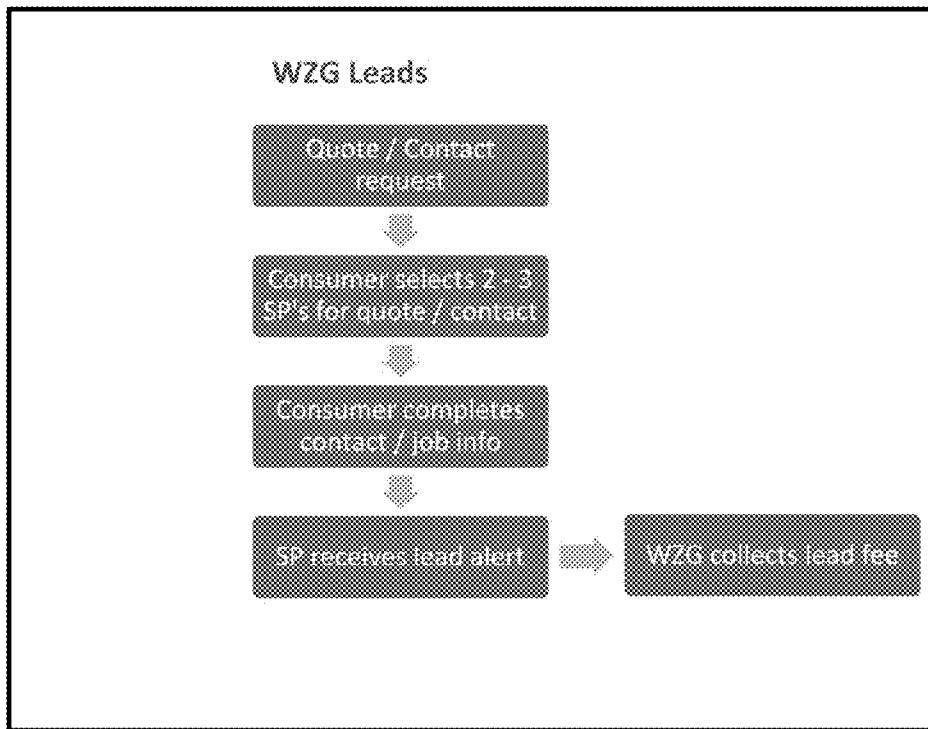 WZG Leads
Quote / Contact
request
Consumer selects 2 - 3
SP's for quote / contact
Consumer completes
contact / job info
SP receives lead alert
WZG collects lead fee